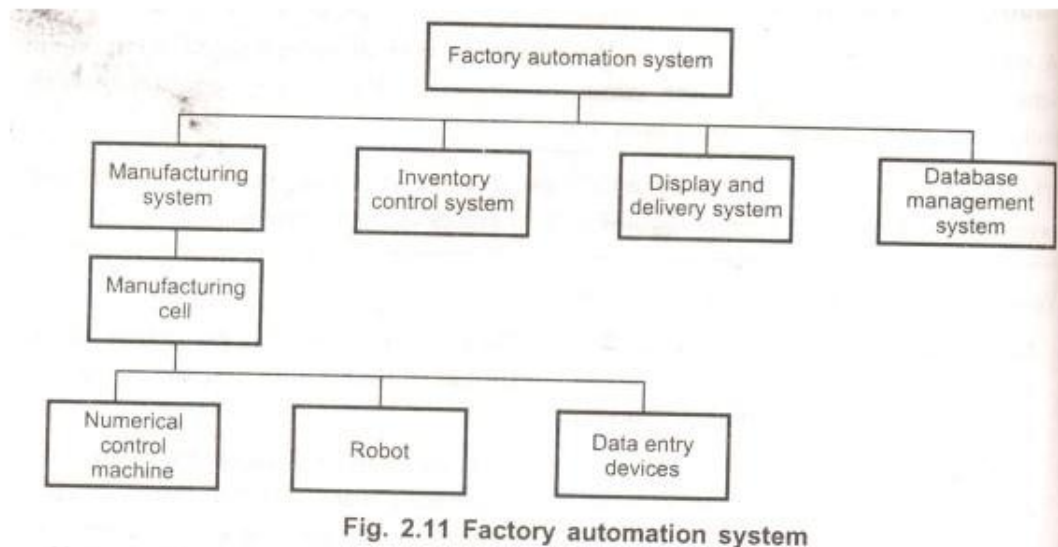 Factory automation system
Manufacturing
system
Inventory
control system
Display and
delivery system
Database
management
system
Manufacturing
cell
Numerical
control
machine
Robot
Data entry
devices
Fig. 2.11 Factory automation system